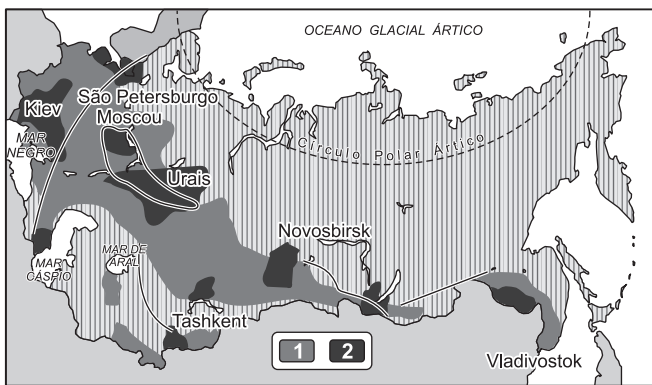 OCEANO GLACIAL ÁRTICO
Círculo Polar Ártico
Kiev
São Petersburgo
Moscou
MAR
NEGRO
Urais
Novosbirsk
MAR DE
ARAL
MAR
CÁSPIO
Tashkent
1 2
Vladivostok